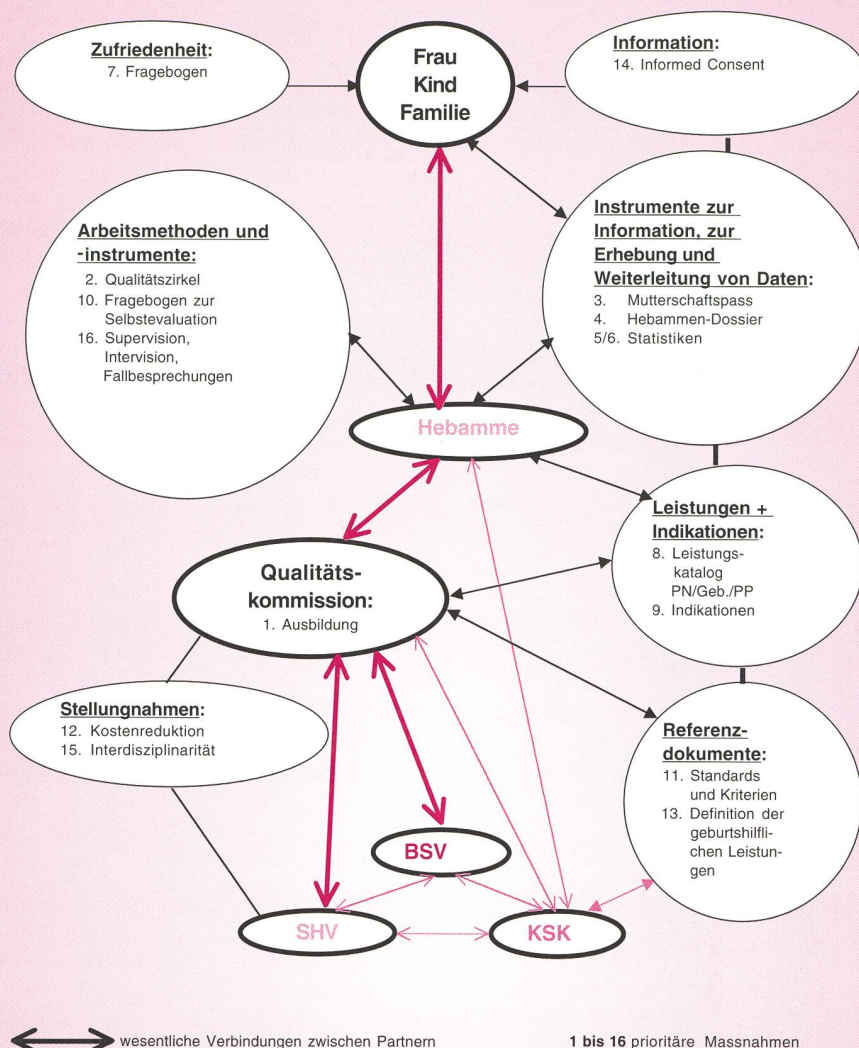 Zufriedenheit:
7. Fragebogen
Frau
Kind
Familie
Information:
14. Informed Consent
Arbeitsmethoden und
-instrumente:
2. Qualitätszirkel
10. Fragebogen zur
Selbstevaluation
16. Supervision,
Intervision,
Fallbesprechungen
Instrumente zur
Information, zur
Erhebung und
Weiterleitung von Daten:
3. Mutterschaftspass
4. Hebammen-Dossier
5/6. Statistiken
Hebamme
Leistungen +
Indikationen:
8. Leistungs-
katalog
PN/Geb./PP
9. Indikationen
Qualitäts-
kommission:
1. Ausbildung
Stellungnahmen:
12. Kostenreduktion
15. Interdisziplinarität
Referenz-
dokumente:
11. Standards
und Kriterien
13. Definition der
geburtshilfli-
chen Leistun-
gen
BSV
SHV
KSK
wesentliche Verbindungen zwischen Partnern
1 bis 16 prioritäre Massnahmen